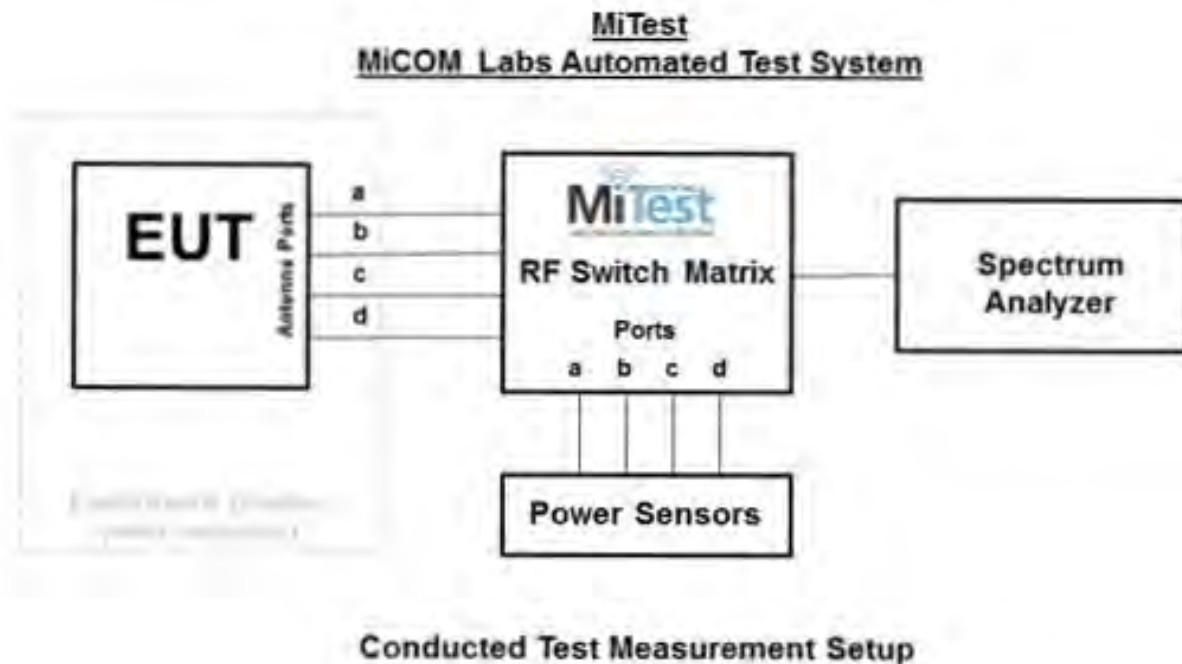 MiTest
MiCOM Labs Automated Test System
EUT
Antenna Ports
a
b
c
d
MiTest
RF Switch Matrix
Ports
a b c d
Spectrum
Analyzer
Power Sensors
Conducted Test Measurement Setup